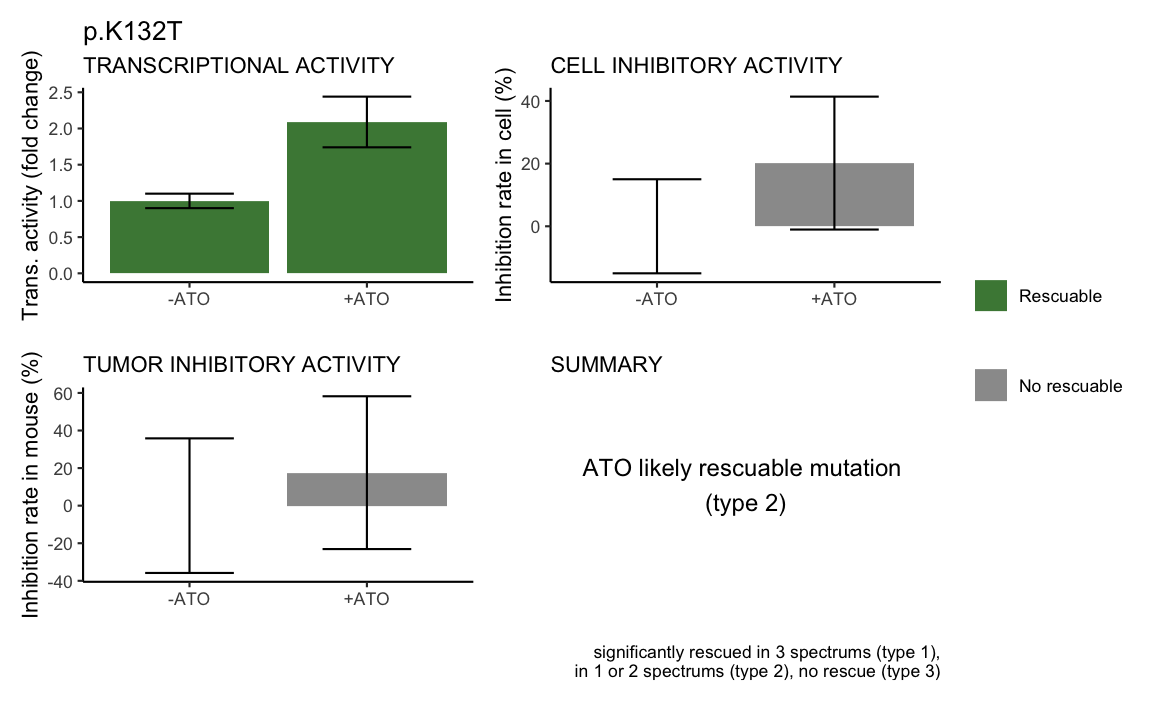 p.K132T
TRANSCRIPTIONAL ACTIVITY
Trans. activity (fold change)
2.5
2.0
1.5
1.0
0.5
0.0
-ATO +ATO
CELL INHIBITORY ACTIVITY
Inhibition rate in cell (%)
40
20
0
-ATO +ATO
Rescuable
No rescuable
TUMOR INHIBITORY ACTIVITY
Inhibition rate in mouse (%)
60
40
20
0
-20
-40
-ATO +ATO
SUMMARY
ATO likely rescuable mutation
(type 2)
significantly rescued in 3 spectrums (type 1),
in 1 or 2 spectrums (type 2), no rescue (type 3)